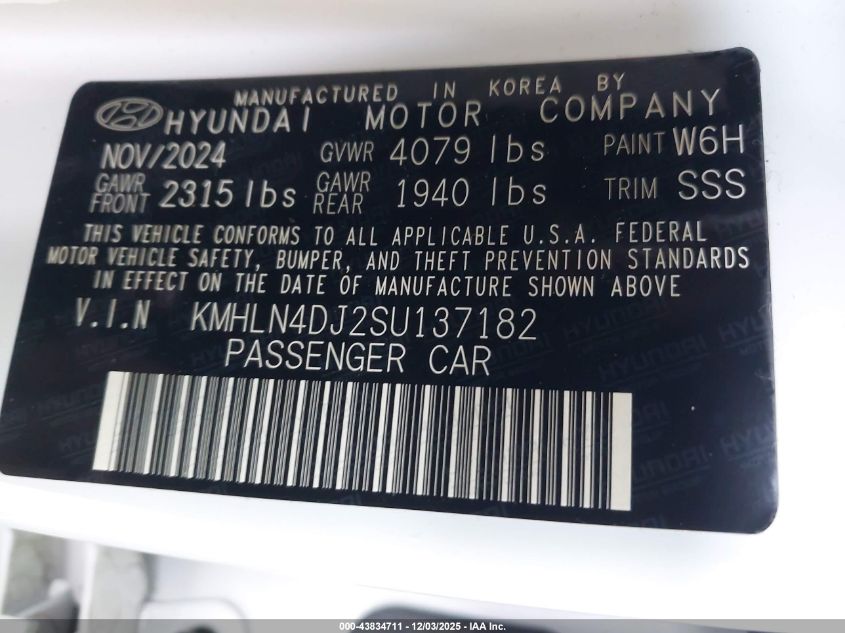 MANUFACTURED IN KOREA BY
HYUNDAI MOTOR COMPANY
NOV/2024 GVWR 4079 lbs PAINT W6H
GAWR FRONT 2315 lbs GAWR REAR 1940 lbs TRIM SSS
THIS VEHICLE CONFORMS TO ALL APPLICABLE U.S.A. FEDERAL
MOTOR VEHICLE SAFETY, BUMPER, AND THEFT PREVENTION STANDARDS
IN EFFECT ON THE DATE OF MANUFACTURE SHOWN ABOVE
V.I.N KMHLN4DJ2SU137182
PASSENGER CAR
000-43834711 - 12/03/2025 - IAA Inc.